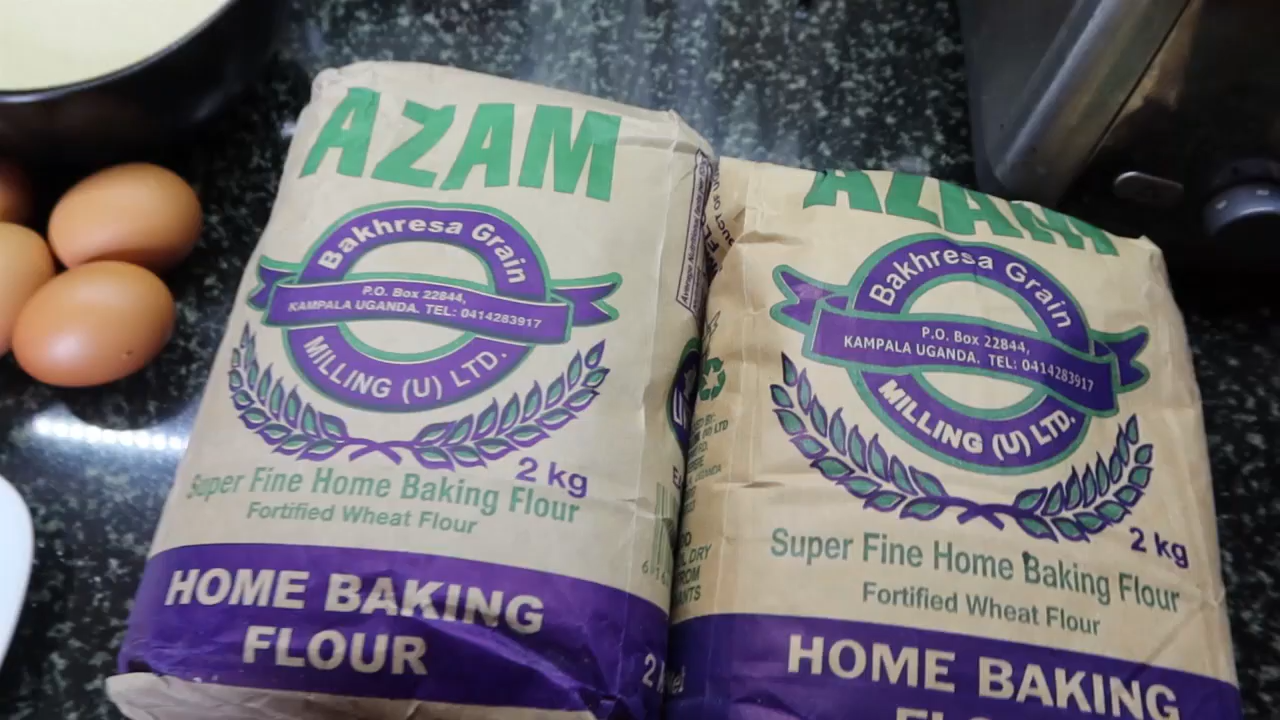 AZAM
Bakhresa Grain
P.O. Box 22844,
KAMPALA UGANDA. TEL: 0414283917
MILLING (U) LTD.
2 kg
Super Fine Home Baking Flour
Fortified Wheat Flour
HOME BAKING
FLOUR
AZAM
Bakhresa Grain
P.O. Box 22844,
KAMPALA UGANDA. TEL: 0414283917
MILLING (U) LTD.
2 kg
Super Fine Home Baking Flour
Fortified Wheat Flour
HOME BAKING